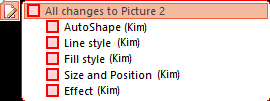 All changes to Picture 2
AutoShape (Kim)
Line style (Kim)
Fill style (Kim)
Size and Position (Kim)
Effect (Kim)